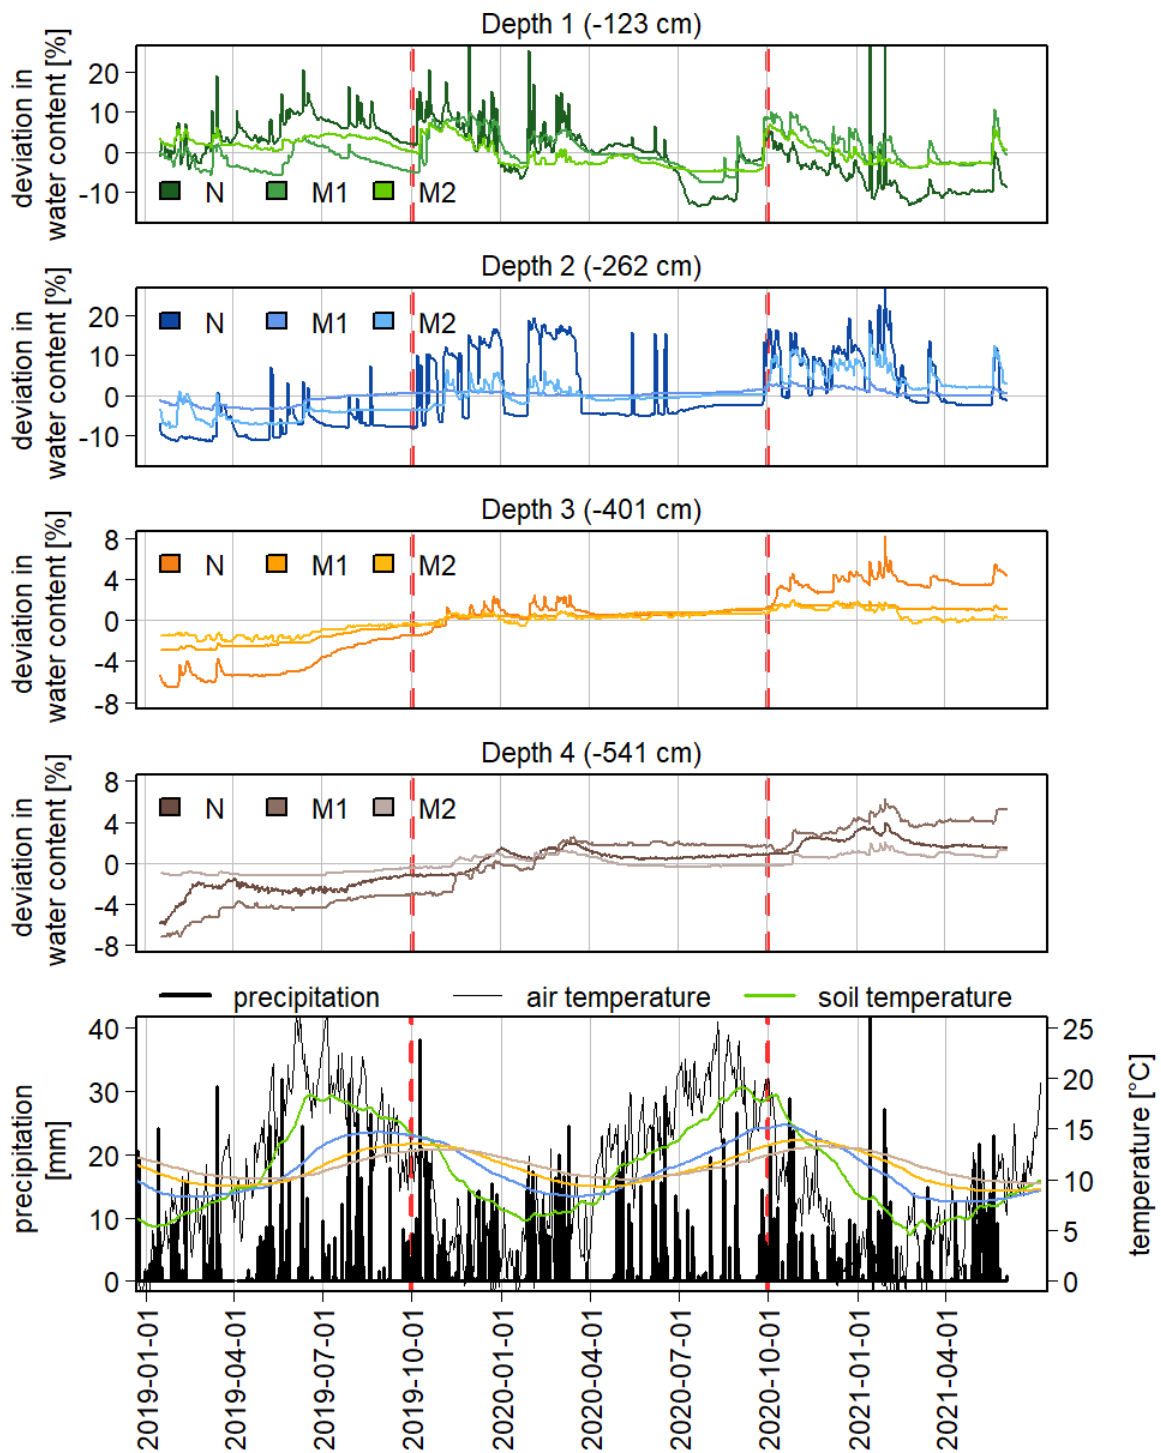 Depth 1 (-123 cm)
deviation in
water content [%]
20
10
0
-10
N M1 M2
Depth 2 (-262 cm)
deviation in
water content [%]
20
10
0
-10
N M1 M2
Depth 3 (-401 cm)
deviation in
water content [%]
8
4
0
-4
-8
N M1 M2
Depth 4 (-541 cm)
deviation in
water content [%]
8
4
0
-4
-8
N M1 M2
precipitation air temperature soil temperature
precipitation
[mm]
40
30
20
10
0
25
20
15
10
5
0
temperature [°C]
2019-01-01
2019-04-01
2019-07-01
2019-10-01
2020-01-01
2020-04-01
2020-07-01
2020-10-01
2021-01-01
2021-04-01